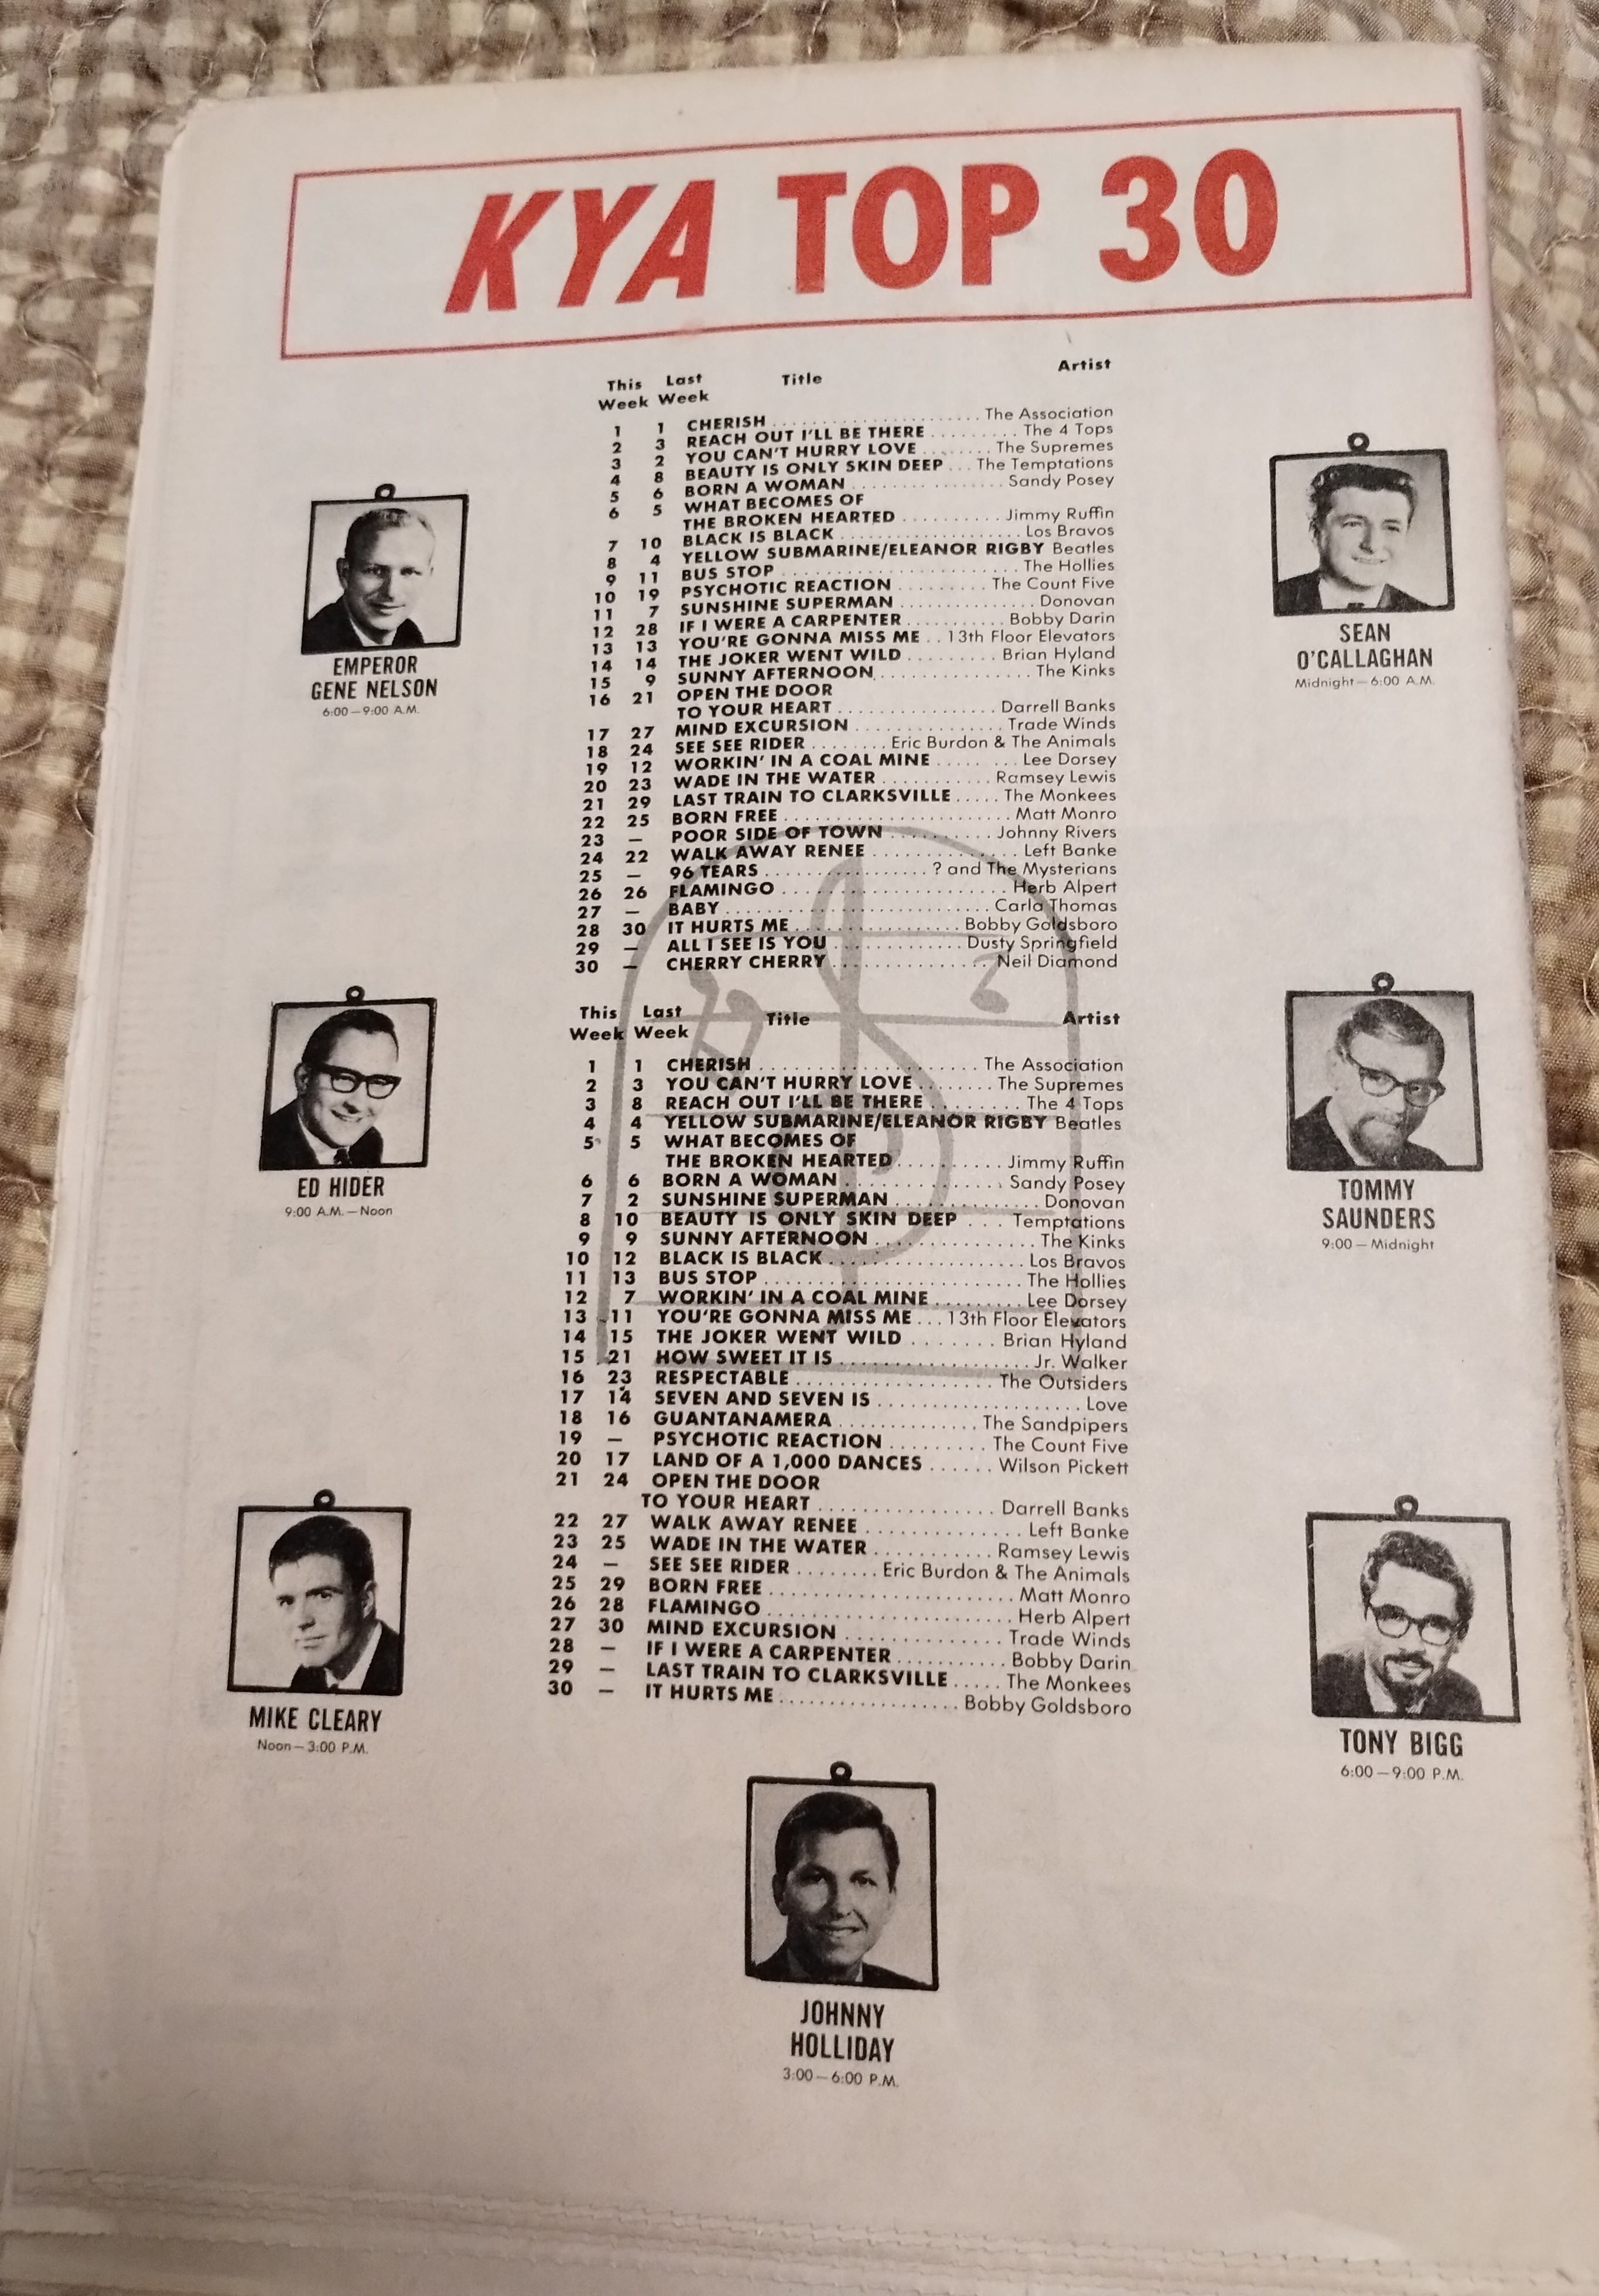 KYA TOP 30
This Last Title Artist
Week Week
1 1 CHERISH ...................... The Association
2 3 REACH OUT I'LL BE THERE ......... The 4 Tops
3 2 YOU CAN'T HURRY LOVE ........ The Supremes
4 8 BEAUTY IS ONLY SKIN DEEP ... The Temptations
5 6 BORN A WOMAN ................ Sandy Posey
6 5 WHAT BECOMES OF
THE BROKEN HEARTED .......... Jimmy Ruffin
7 10 BLACK IS BLACK .................... Los Bravos
8 4 YELLOW SUBMARINE/ELEANOR RIGBY Beatles
9 11 BUS STOP ......................... The Hollies
10 19 PSYCHOTIC REACTION ......... The Count Five
11 7 SUNSHINE SUPERMAN .............. Donovan
12 28 IF I WERE A CARPENTER .......... Bobby Darin
13 13 YOU'RE GONNA MISS ME .. 13th Floor Elevators
14 14 THE JOKER WENT WILD ......... Brian Hyland
15 9 SUNNY AFTERNOON ................ The Kinks
16 21 OPEN THE DOOR
TO YOUR HEART ................ Darrell Banks
17 27 MIND EXCURSION ............... Trade Winds
18 24 SEE SEE RIDER ........ Eric Burdon & The Animals
19 12 WORKIN' IN A COAL MINE ........ Lee Dorsey
20 23 WADE IN THE WATER ........... Ramsey Lewis
21 29 LAST TRAIN TO CLARKSVILLE ..... The Monkees
22 25 BORN FREE ....................... Matt Monro
23 — POOR SIDE OF TOWN .......... Johnny Rivers
24 22 WALK AWAY RENEE ............... Left Banke
25 — 96 TEARS ................ ? and The Mysterians
26 26 FLAMINGO ...................... Herb Alpert
27 — BABY .......................... Carla Thomas
28 30 IT HURTS ME ................. Bobby Goldsboro
29 — ALL I SEE IS YOU ............. Dusty Springfield
30 — CHERRY CHERRY ................ Neil Diamond
EMPEROR
GENE NELSON
6:00—9:00 A.M.
SEAN
O'CALLAGHAN
Midnight—6:00 A.M.
This Last Title Artist
Week Week
1 1 CHERISH ...................... The Association
2 3 YOU CAN'T HURRY LOVE ........ The Supremes
3 8 REACH OUT I'LL BE THERE ......... The 4 Tops
4 4 YELLOW SUBMARINE/ELEANOR RIGBY Beatles
5 5 WHAT BECOMES OF
THE BROKEN HEARTED .......... Jimmy Ruffin
6 6 BORN A WOMAN ................ Sandy Posey
7 2 SUNSHINE SUPERMAN .............. Donovan
8 10 BEAUTY IS ONLY SKIN DEEP ... Temptations
9 9 SUNNY AFTERNOON ................ The Kinks
10 12 BLACK IS BLACK .................... Los Bravos
11 13 BUS STOP ......................... The Hollies
12 7 WORKIN' IN A COAL MINE ......... Lee Dorsey
13 11 YOU'RE GONNA MISS ME ... 13th Floor Elevators
14 15 THE JOKER WENT WILD ........ Brian Hyland
15 21 HOW SWEET IT IS .................... Jr. Walker
16 23 RESPECTABLE .................... The Outsiders
17 14 SEVEN AND SEVEN IS .................... Love
18 16 GUANTANAMERA ............. The Sandpipers
19 — PSYCHOTIC REACTION ......... The Count Five
20 17 LAND OF A 1,000 DANCES ...... Wilson Pickett
21 24 OPEN THE DOOR
TO YOUR HEART ................ Darrell Banks
22 27 WALK AWAY RENEE ............... Left Banke
23 25 WADE IN THE WATER ........... Ramsey Lewis
24 — SEE SEE RIDER ........ Eric Burdon & The Animals
25 29 BORN FREE ....................... Matt Monro
26 28 FLAMINGO ...................... Herb Alpert
27 30 MIND EXCURSION ............... Trade Winds
28 — IF I WERE A CARPENTER .......... Bobby Darin
29 — LAST TRAIN TO CLARKSVILLE ..... The Monkees
30 — IT HURTS ME ................. Bobby Goldsboro
ED HIDER
9:00 A.M.—Noon
TOMMY
SAUNDERS
9:00—Midnight
MIKE CLEARY
Noon—3:00 P.M.
TONY BIGG
6:00—9:00 P.M.
JOHNNY
HOLLIDAY
3:00—6:00 P.M.